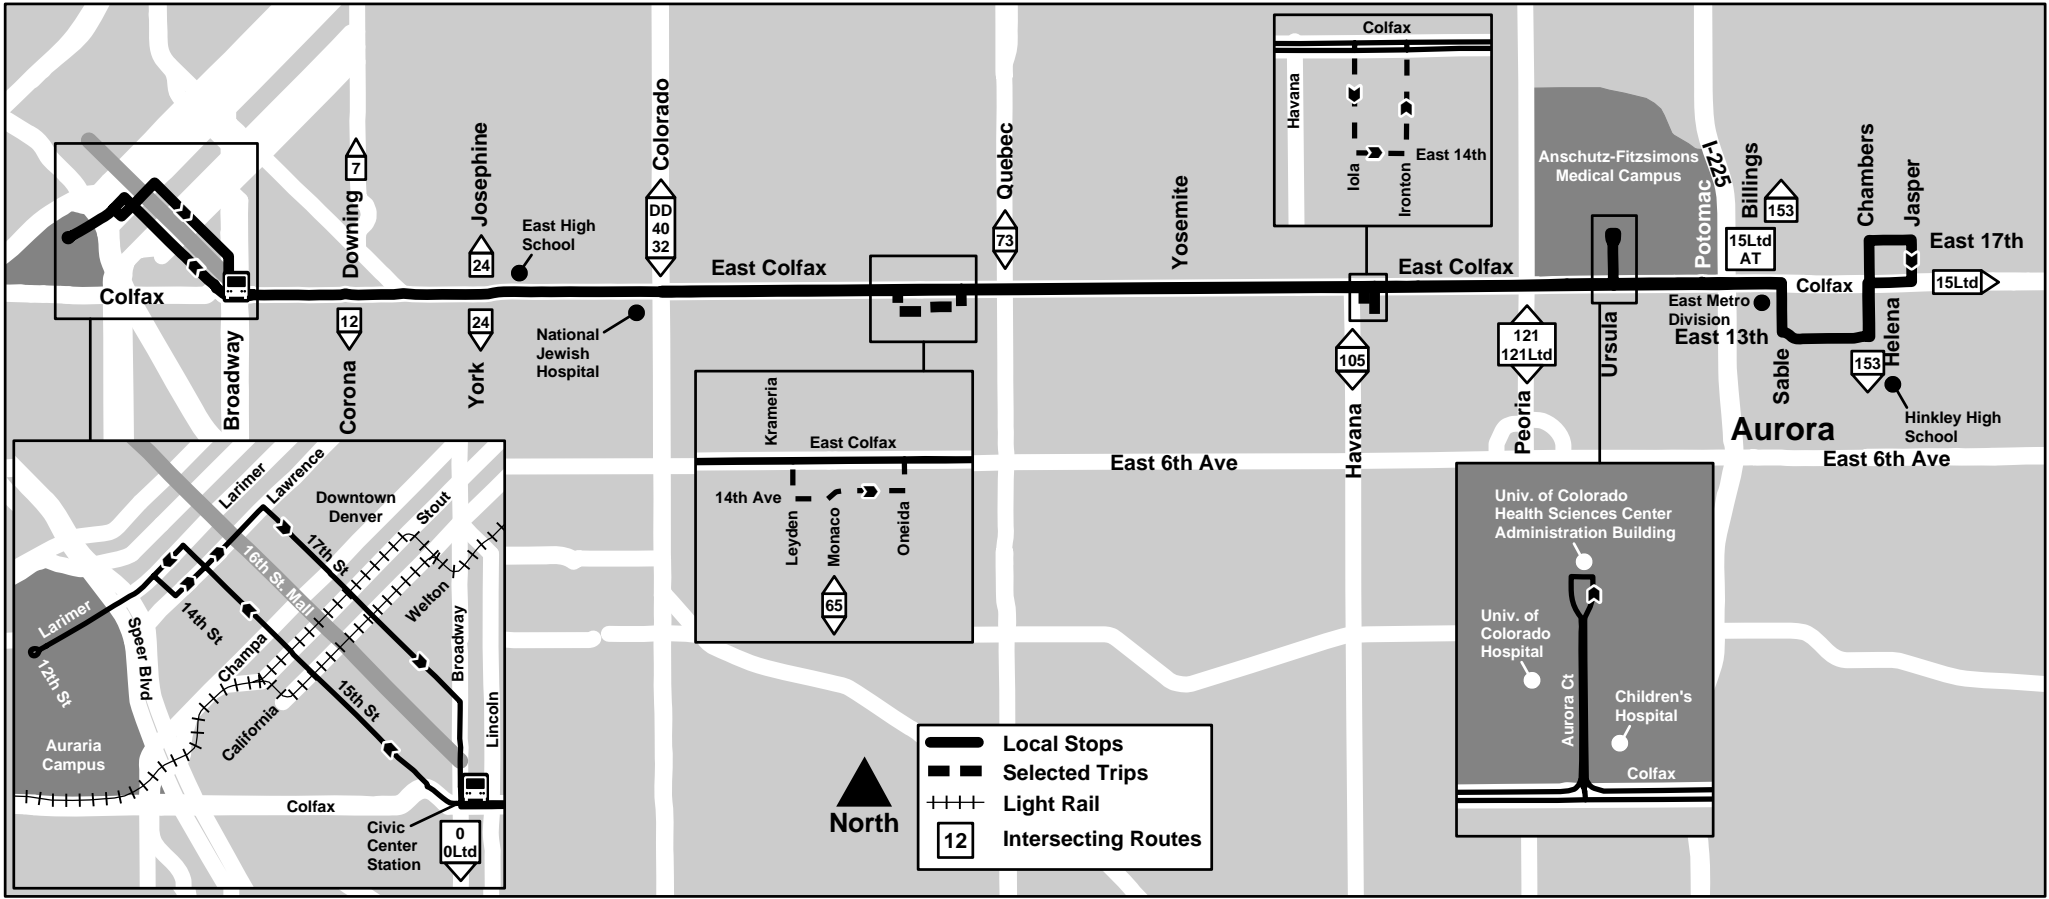 Colfax
Broadway
7
Downing
12
Corona
Josephine
24
24
York
East High
School
National
Jewish
Hospital
Colorado
DD
40
32
East Colfax
Quebec
73
Yosemite
Colfax
Havana
Iola
Ironton
East 14th
East Colfax
105
Havana
121
121Ltd
Peoria
Anschutz-Fitzsimons
Medical Campus
Ursula
Potomac
I-225
Billings
153
15Ltd
AT
East Metro
Division
East 13th
Colfax
Sable
Chambers
Jasper
East 17th
15Ltd
Helena
153
Hinkley High
School
Aurora
East 6th Ave
East 6th Ave
Krameria
East Colfax
14th Ave
Leyden
Monaco
Oneida
65
Larimer
Lawrence
Downtown
Denver
Stout
17th St
16th St. Mall
Welton
Larimer
14th St
Speer Blvd
Champa
Broadway
12th St
15th St
California
Lincoln
Auraria
Campus
Colfax
Civic
Center
Station
0
0Ltd
North
Local Stops
Selected Trips
Light Rail
12
Intersecting Routes
Univ. of Colorado
Health Sciences Center
Administration Building
Univ. of
Colorado
Hospital
Aurora Ct
Children's
Hospital
Colfax